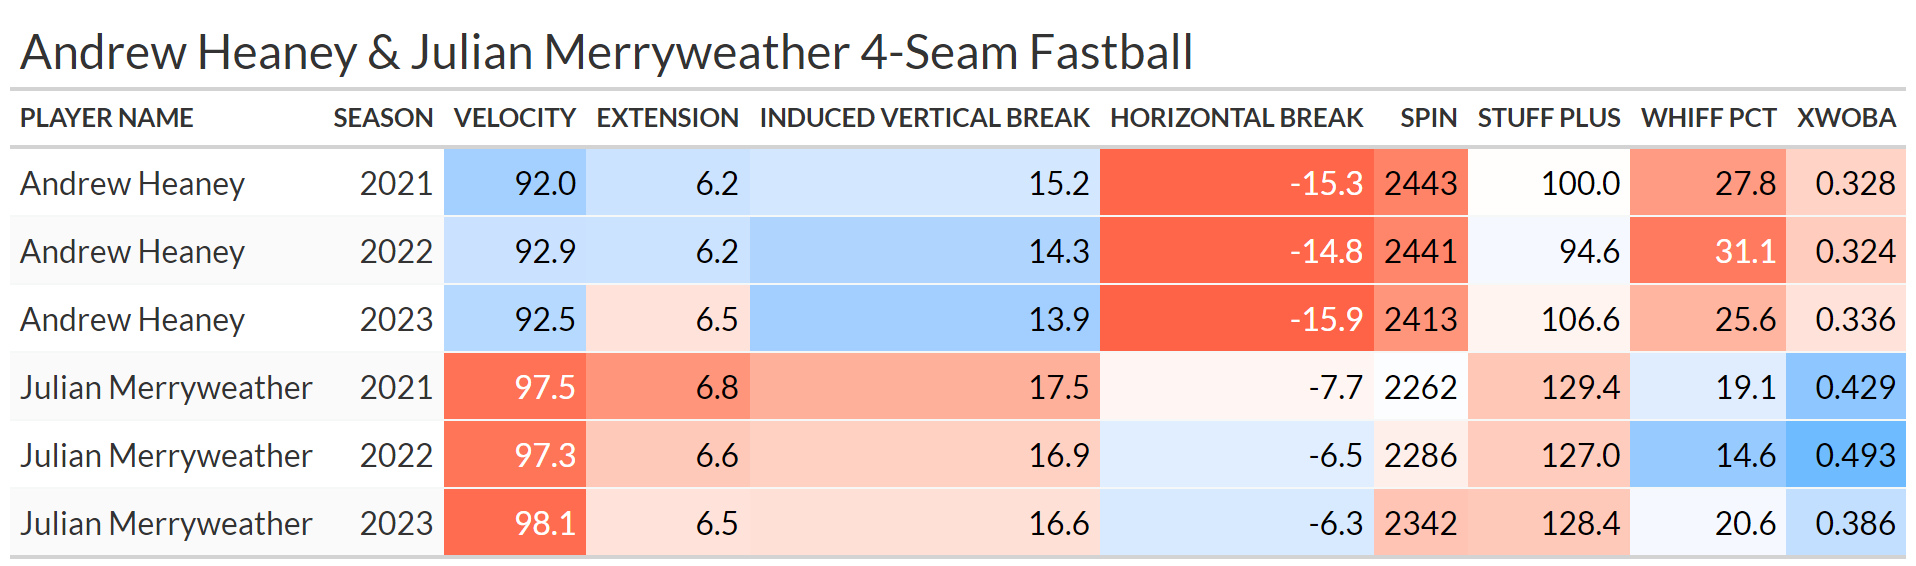 Andrew Heaney & Julian Merryweather 4-Seam Fastball
PLAYER NAME SEASON VELOCITY EXTENSION INDUCED VERTICAL BREAK HORIZONTAL BREAK SPIN STUFF PLUS WHIFF PCT XWOBA
Andrew Heaney 2021 92.0 6.2 15.2 -15.3 2443 100.0 27.8 0.328
Andrew Heaney 2022 92.9 6.2 14.3 -14.8 2441 94.6 31.1 0.324
Andrew Heaney 2023 92.5 6.5 13.9 -15.9 2413 106.6 25.6 0.336
Julian Merryweather 2021 97.5 6.8 17.5 -7.7 2262 129.4 19.1 0.429
Julian Merryweather 2022 97.3 6.6 16.9 -6.5 2286 127.0 14.6 0.493
Julian Merryweather 2023 98.1 6.5 16.6 -6.3 2342 128.4 20.6 0.386